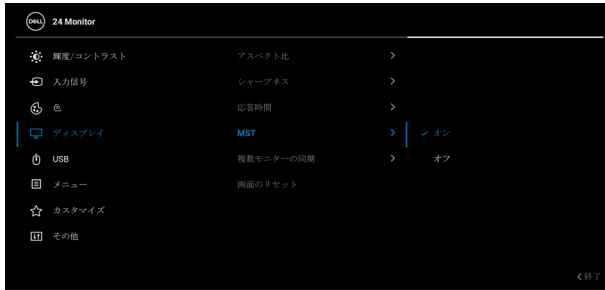 DELL 24 Monitor
輝度/コントラスト アスペクト比
入力信号 シャープネス
色 応答時間
ディスプレイ MST オン
USB 複数モニターの同期 オフ
メニュー 画面のリセット
カスタマイズ
その他
終了